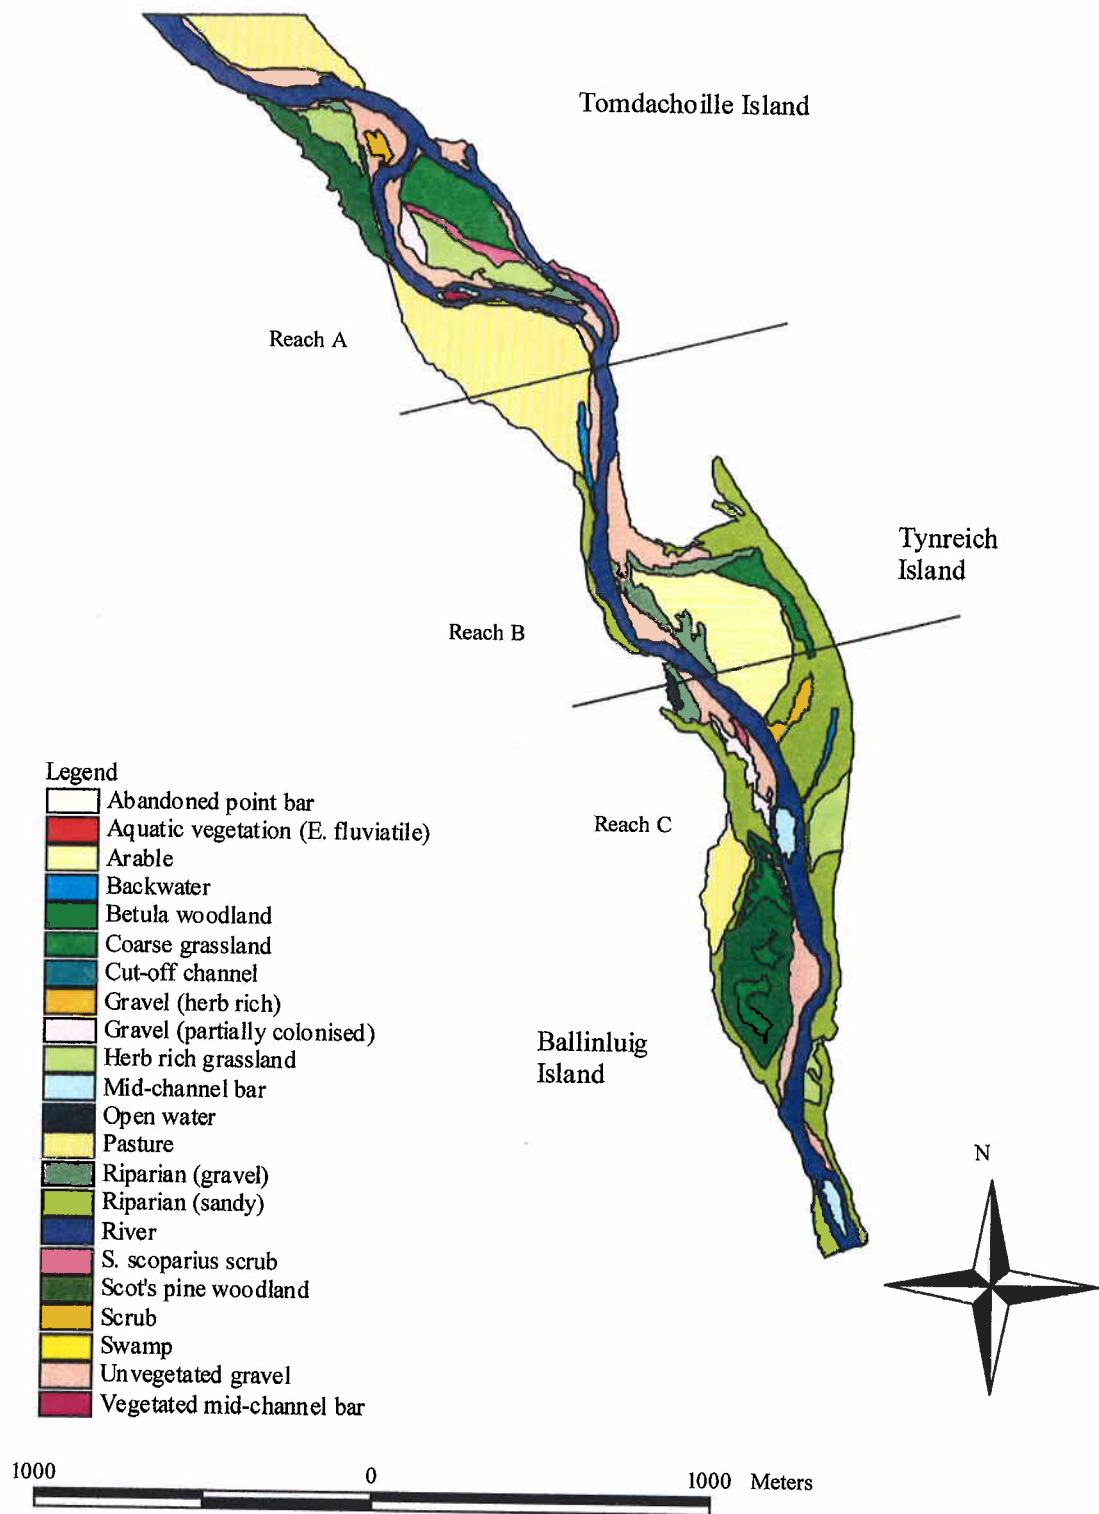 Tomdachoille Island
Reach A
Tynreich
Island
Reach B
Reach C
Ballinluig
Island
Legend
Abandoned point bar
Aquatic vegetation (E. fluviatile)
Arable
Backwater
Betula woodland
Coarse grassland
Cut-off channel
Gravel (herb rich)
Gravel (partially colonised)
Herb rich grassland
Mid-channel bar
Open water
Pasture
Riparian (gravel)
Riparian (sandy)
River
S. scoparius scrub
Scot's pine woodland
Scrub
Swamp
Unvegetated gravel
Vegetated mid-channel bar
N
1000 0 1000 Meters